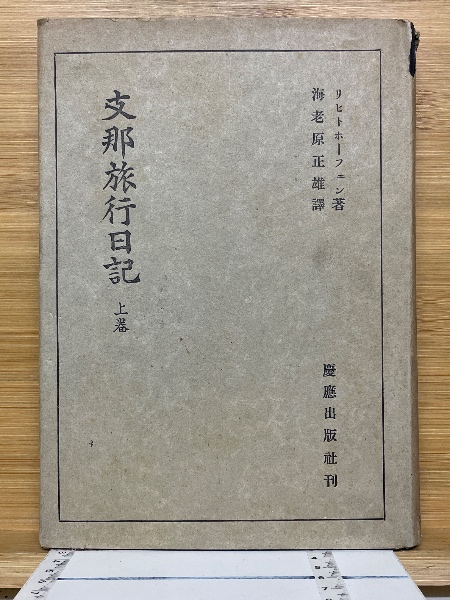 リヒトホーフェン著
海老原正雄譯
慶應出版社刊
支那旅行日記
上巻